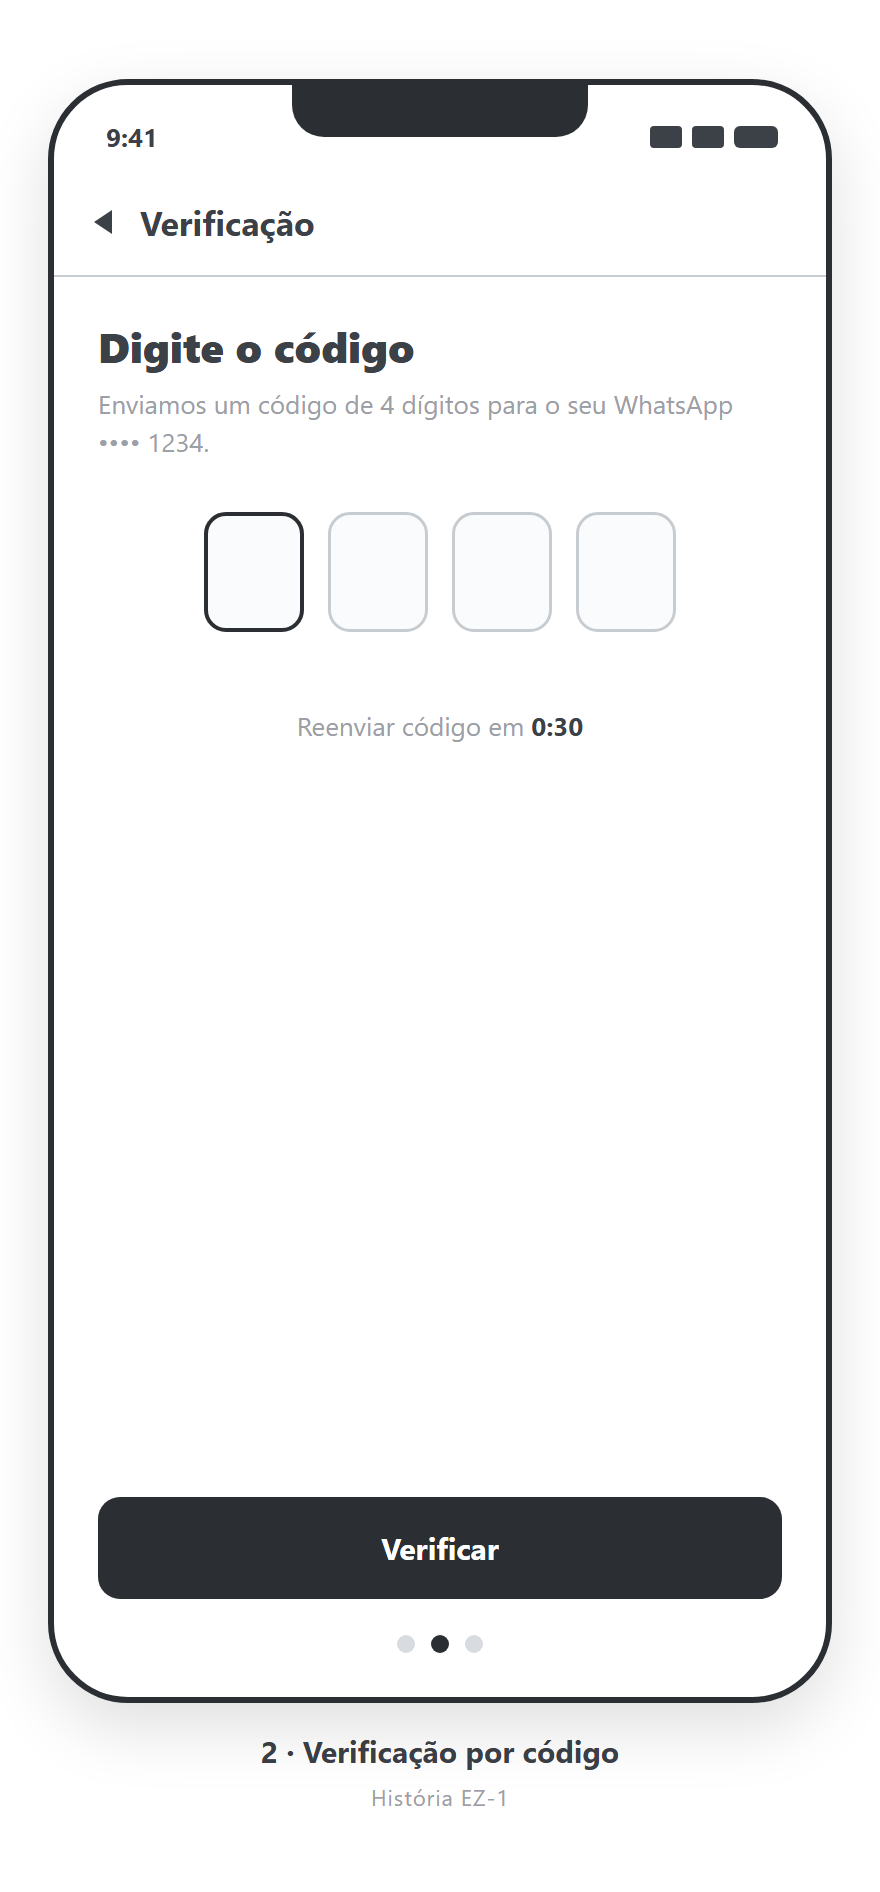 9:41
Verificação
Digite o código
Enviamos um código de 4 dígitos para o seu WhatsApp
•••• 1234.
Reenviar código em 0:30
Verificar
2 · Verificação por código
História EZ-1